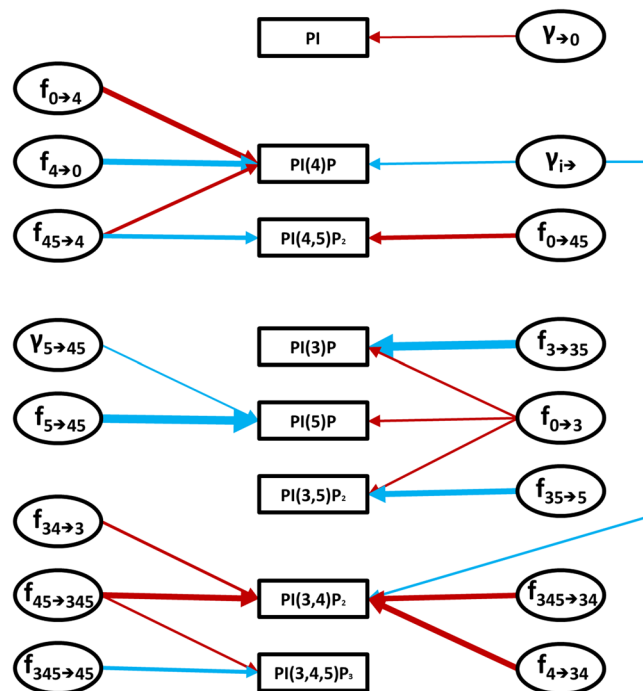 PI
γ→0
f0→4
f4→0
PI(4)P
γi→
f45→4
PI(4,5)P₂
f0→45
γ5→45
PI(3)P
f3→35
f5→45
PI(5)P
f0→3
PI(3,5)P₂
f35→5
f34→3
f45→345
PI(3,4)P₂
f345→34
f345→45
PI(3,4,5)P₃
f4→34